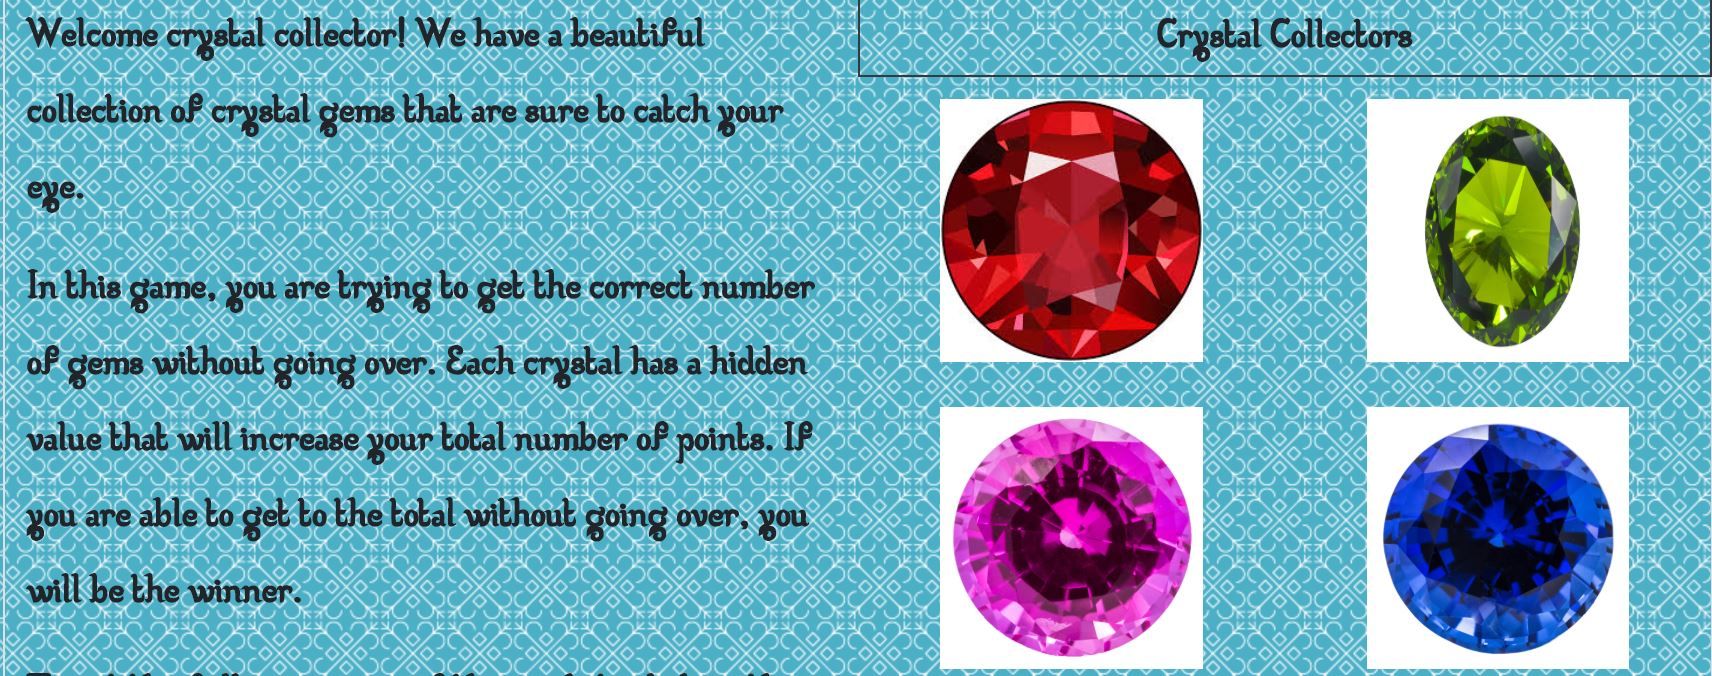 Welcome crystal collector! We have a beautiful
collection of crystal gems that are sure to catch your
eye.
In this game, you are trying to get the correct number
of gems without going over. Each crystal has a hidden
value that will increase your total number of points. If
you are able to get to the total without going over, you
will be the winner.
Crystal Collectors